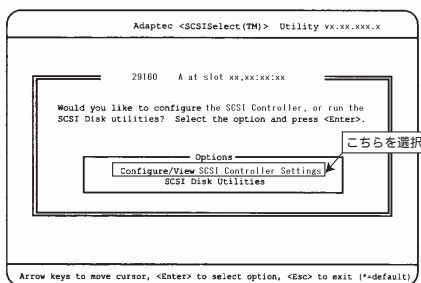 Adaptec <SCSISelect(TM)> Utility vx.xx.xxx.x
29160 A at slot xx,xx:xx:xx
Would you like to configure the SCSI Controller, or run the
SCSI Disk utilities? Select the option and press <Enter>.
こちらを選択
Options
Configure/View SCSI Controller Settings
SCSI Disk Utilities
Arrow keys to move cursor, <Enter> to select option, <Esc> to exit (*=default)